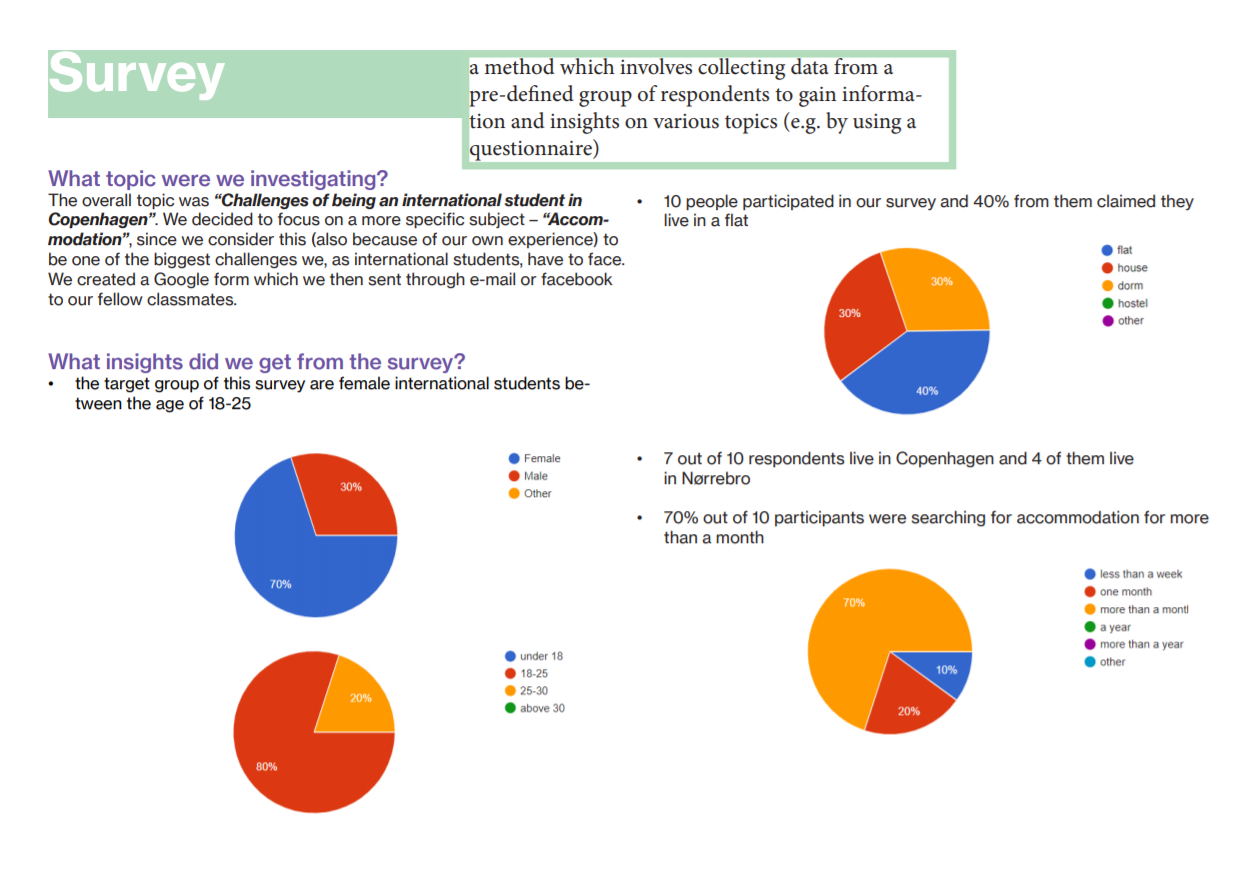 Survey
a method which involves collecting data from a
pre-defined group of respondents to gain informa-
tion and insights on various topics (e.g. by using a
questionnaire)
What topic were we investigating?
The overall topic was “Challenges of being an international student in
Copenhagen”. We decided to focus on a more specific subject – “Accom-
modation”, since we consider this (also because of our own experience) to
be one of the biggest challenges we, as international students, have to face.
We created a Google form which we then sent through e-mail or facebook
to our fellow classmates.
What insights did we get from the survey?
• the target group of this survey are female international students be-
tween the age of 18-25
Female
Male
Other
30%
70%
under 18
18-25
25-30
above 30
20%
80%
• 10 people participated in our survey and 40% from them claimed they
live in a flat
flat
house
dorm
hostel
other
30%
30%
40%
• 7 out of 10 respondents live in Copenhagen and 4 of them live
in Nørrebro
• 70% out of 10 participants were searching for accommodation for more
than a month
less than a week
one month
more than a montl
a year
more than a year
other
70%
10%
20%